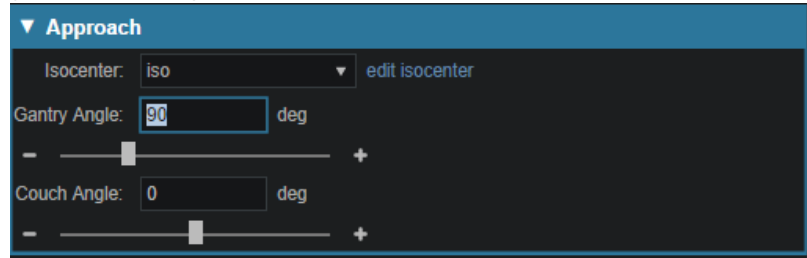 ▼ Approach
Isocenter: iso ▼ edit isocenter
Gantry Angle: 90 deg
- +
Couch Angle: 0 deg
- +